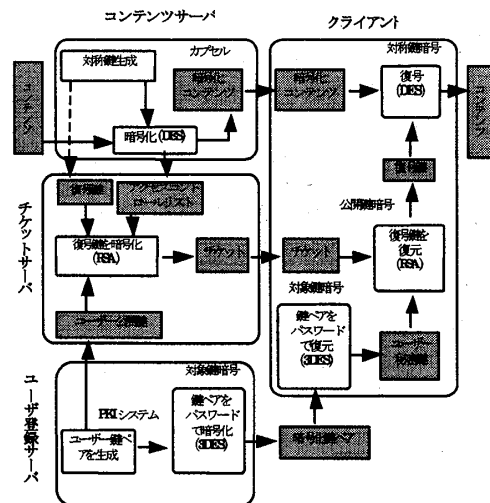 コンテンツサーバ
クライアント
カプセル
対称鍵暗号
対称鍵生成
暗号化
コンテンツ
暗号化
コンテンツ
復号
(DES)
コンテンツ
コンテンツ
暗号化 (DES)
復号鍵
アクセスコント
ロールリスト
復号鍵
公開鍵暗号
チケットサーバ
復号鍵を暗号化
(RSA)
チケット
チケット
復号鍵を
復元
(RSA)
対象鍵暗号
ユーザー公開鍵
鍵ペアを
パスワード
で復元
(3DES)
ユーザー
秘密鍵
ユーザ登録サーバ
対象鍵暗号
PKIシステム
ユーザー鍵ペ
アを生成
鍵ペアを
パスワード
で暗号化
(3DES)
暗号化鍵ペア